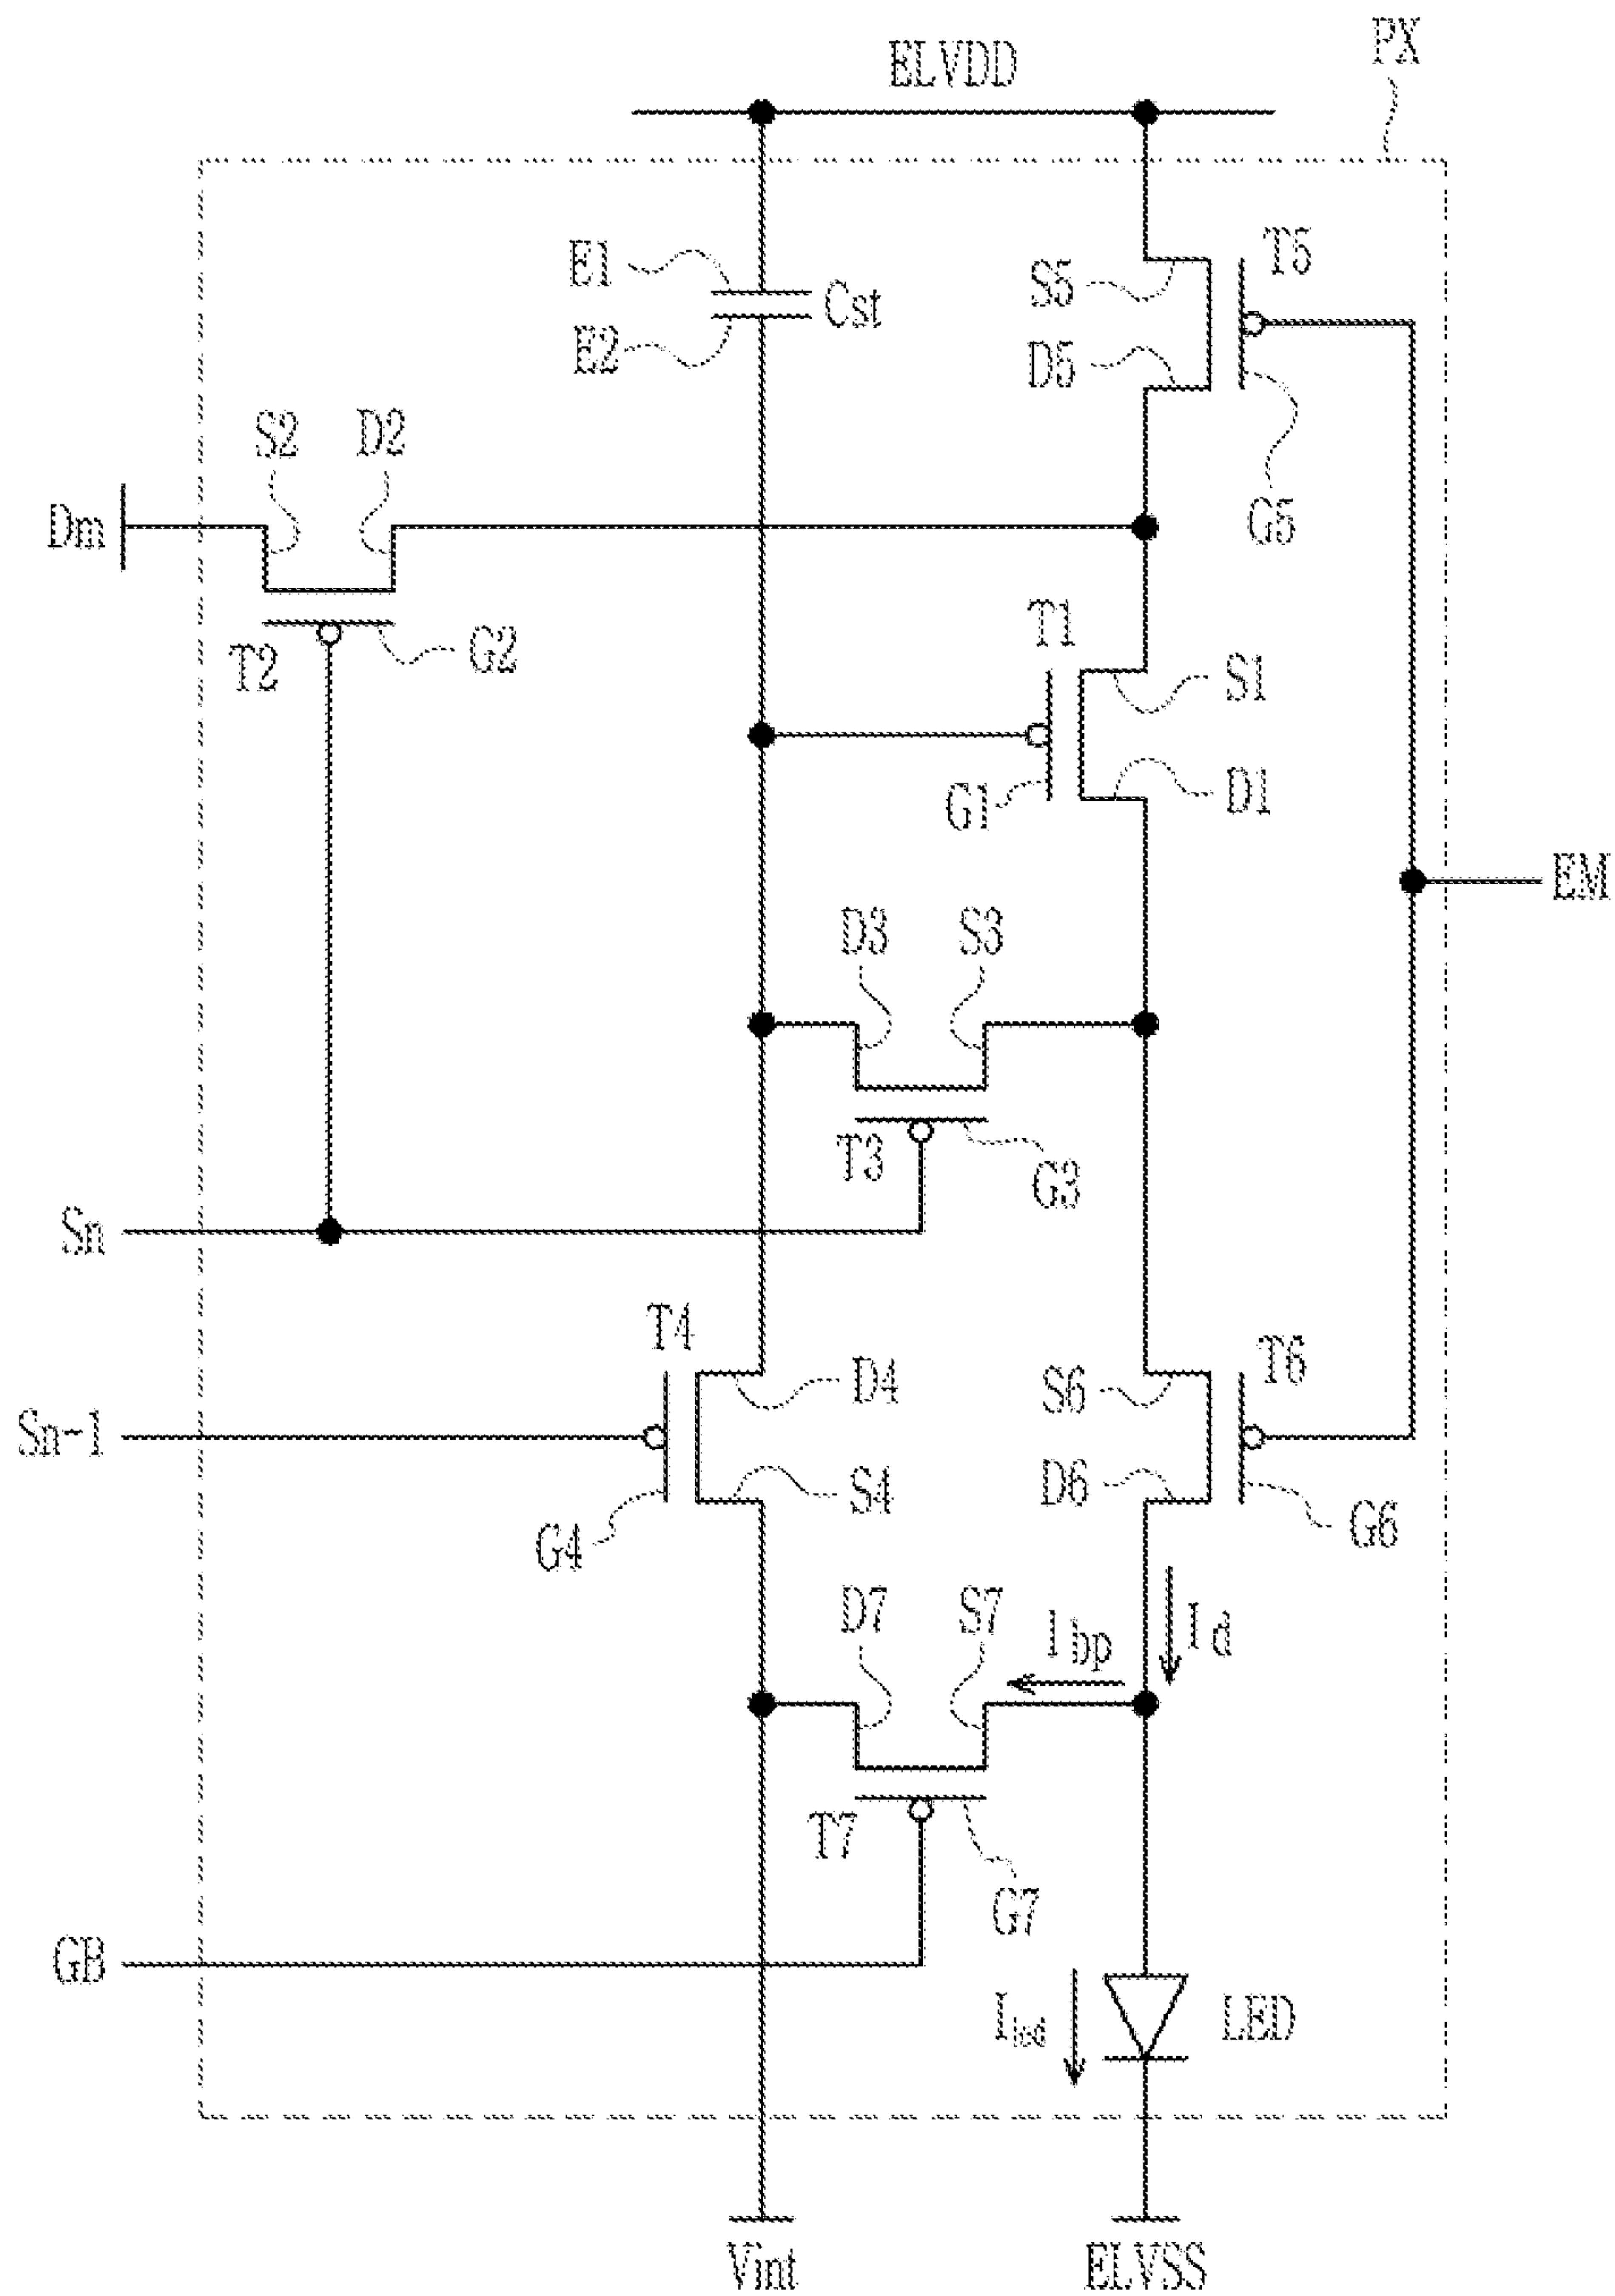 PX
ELVDD
E1
Cst
E2
S5
T5
D5
G5
S2
D2
Dm
T2
G2
T1
S1
G1
D1
EM
D3
S3
T3
G3
Sn
T4
D4
S6
T6
Sn-1
S4
D6
G4
G6
D7
S7
Ibp
Id
T7
G7
GB
Iled
LED
Vint
ELVSS